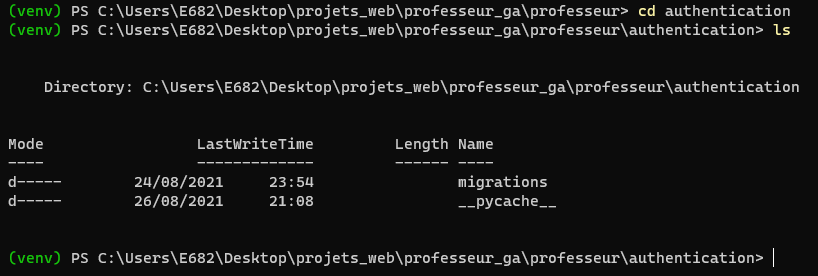 (venv) PS C:\Users\E682\Desktop\projets_web\professeur_ga\professeur> cd authentication
(venv) PS C:\Users\E682\Desktop\projets_web\professeur_ga\professeur\authentication> ls
Directory: C:\Users\E682\Desktop\projets_web\professeur_ga\professeur\authentication
Mode LastWriteTime Length Name
---- ------------- ------ ----
d----- 24/08/2021 23:54 migrations
d----- 26/08/2021 21:08 __pycache__
(venv) PS C:\Users\E682\Desktop\projets_web\professeur_ga\professeur\authentication>